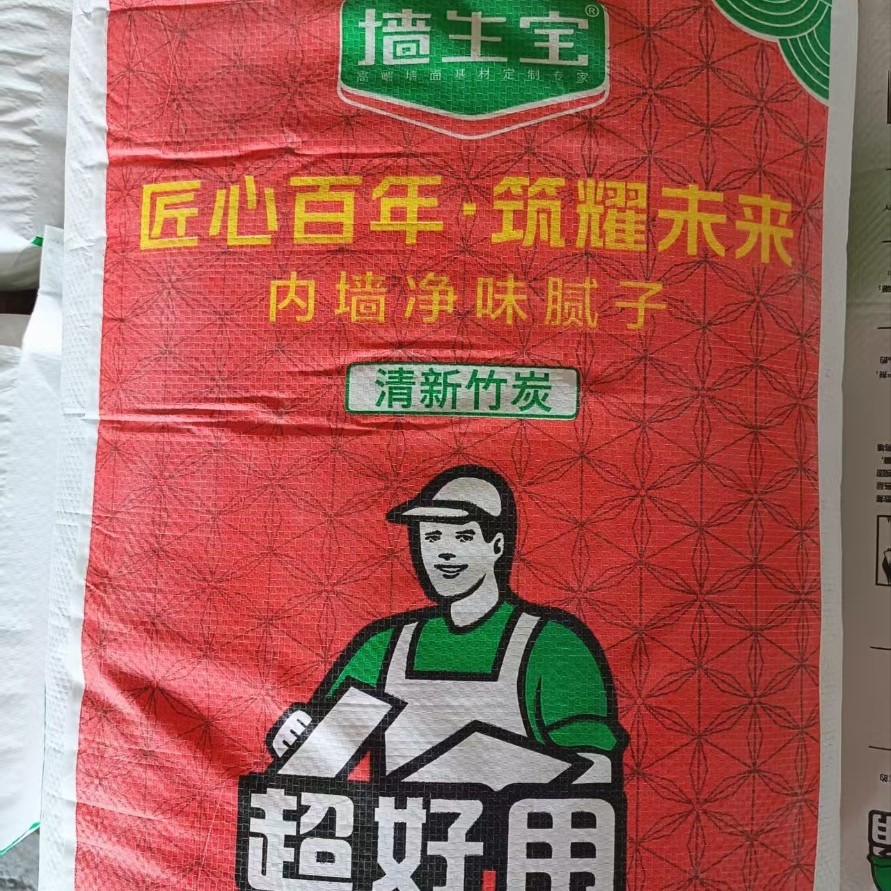 墙生宝®
高端墙面基材定制专家
匠心百年·筑耀未来
内墙净味腻子
清新竹炭
超好用